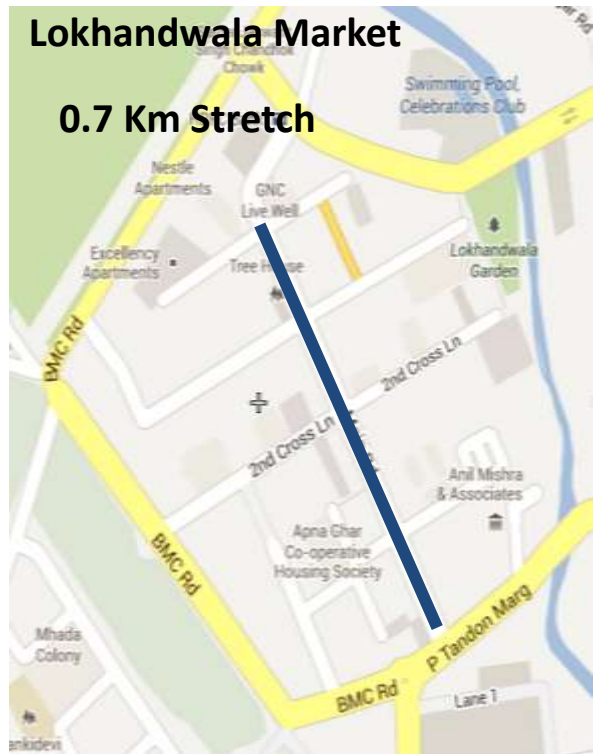 Lokhandwala Market
Chowk
0.7 Km Stretch
Swimming Pool,
Celebrations Club
Nestle
Apartments
GNC
Live Well
Excellency
Apartments
Tree House
Lokhandwala
Garden
BMC Rd
2nd Cross Ln
2nd Cross Ln
Anil Mishra
& Associates
Apna Ghar
Co-operative
Housing Society
BMC Rd
P Tandon Marg
Mhada
Colony
BMC Rd
Lane 1